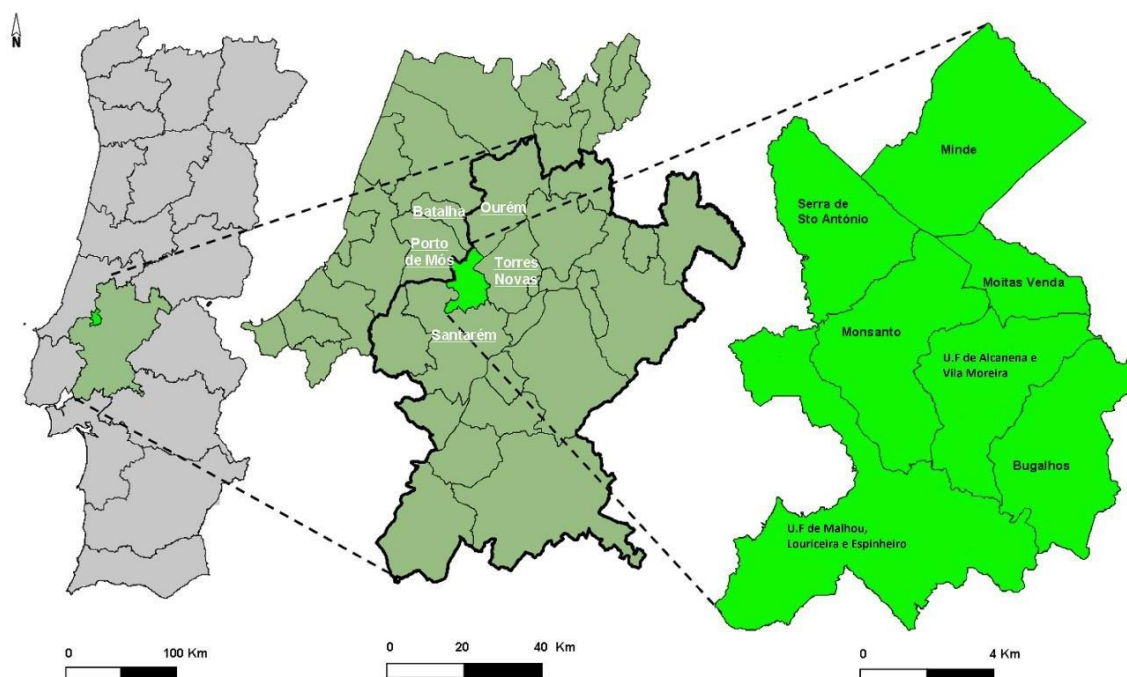 N
Batalha
Ourém
Porto
de Mós
Torres
Novas
Santarém
Minde
Serra de
Sto António
Moitas Venda
Monsanto
U.F de Alcanena e
Vila Moreira
Bugalhos
U.F de Malhou,
Louriceira e Espinheiro
0 100 Km
0 20 40 Km
0 4 Km